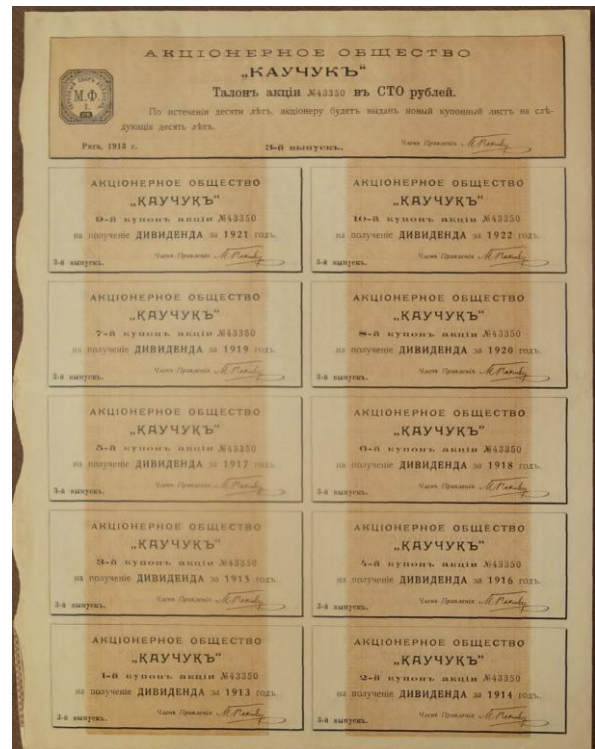 АКЦІОНЕРНОЕ ОБЩЕСТВО
„КАУЧУКЪ“
Талонъ акціи №43350 въ СТО рублей.
М.Ф.
По истеченіи десяти лѣтъ, акціонеру будетъ выданъ новый купонный листъ на слѣ-
дующія десять лѣтъ.
Рига, 1913 г.
3-й выпускъ.
Членъ Правленія
АКЦІОНЕРНОЕ ОБЩЕСТВО
„КАУЧУКЪ“
9-й купонъ акціи №43350
на полученіе ДИВИДЕНДА за 1921 годъ.
3-й выпускъ.
Членъ Правленія
АКЦІОНЕРНОЕ ОБЩЕСТВО
„КАУЧУКЪ“
10-й купонъ акціи №43350
на полученіе ДИВИДЕНДА за 1922 годъ.
3-й выпускъ.
Членъ Правленія
АКЦІОНЕРНОЕ ОБЩЕСТВО
„КАУЧУКЪ“
7-й купонъ акціи №43350
на полученіе ДИВИДЕНДА за 1919 годъ.
3-й выпускъ.
Членъ Правленія
АКЦІОНЕРНОЕ ОБЩЕСТВО
„КАУЧУКЪ“
8-й купонъ акціи №43350
на полученіе ДИВИДЕНДА за 1920 годъ.
3-й выпускъ.
Членъ Правленія
АКЦІОНЕРНОЕ ОБЩЕСТВО
„КАУЧУКЪ“
5-й купонъ акціи №43350
на полученіе ДИВИДЕНДА за 1917 годъ.
3-й выпускъ.
Членъ Правленія
АКЦІОНЕРНОЕ ОБЩЕСТВО
„КАУЧУКЪ“
6-й купонъ акціи №43350
на полученіе ДИВИДЕНДА за 1918 годъ.
3-й выпускъ.
Членъ Правленія
АКЦІОНЕРНОЕ ОБЩЕСТВО
„КАУЧУКЪ“
3-й купонъ акціи №43350
на полученіе ДИВИДЕНДА за 1915 годъ.
3-й выпускъ.
Членъ Правленія
АКЦІОНЕРНОЕ ОБЩЕСТВО
„КАУЧУКЪ“
4-й купонъ акціи №43350
на полученіе ДИВИДЕНДА за 1916 годъ.
3-й выпускъ.
Членъ Правленія
АКЦІОНЕРНОЕ ОБЩЕСТВО
„КАУЧУКЪ“
1-й купонъ акціи №43350
на полученіе ДИВИДЕНДА за 1913 годъ.
3-й выпускъ.
Членъ Правленія
АКЦІОНЕРНОЕ ОБЩЕСТВО
„КАУЧУКЪ“
2-й купонъ акціи №43350
на полученіе ДИВИДЕНДА за 1914 годъ.
3-й выпускъ.
Членъ Правленія